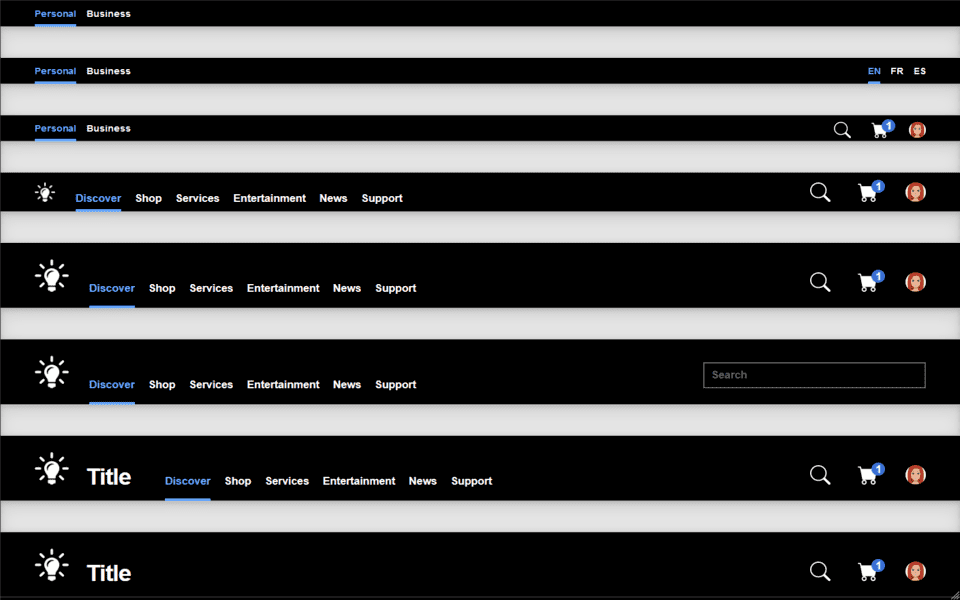 Personal Business
Personal Business EN FR ES
Personal Business 1
Discover Shop Services Entertainment News Support 1
Discover Shop Services Entertainment News Support 1
Discover Shop Services Entertainment News Support Search
Title Discover Shop Services Entertainment News Support 1
Title 1